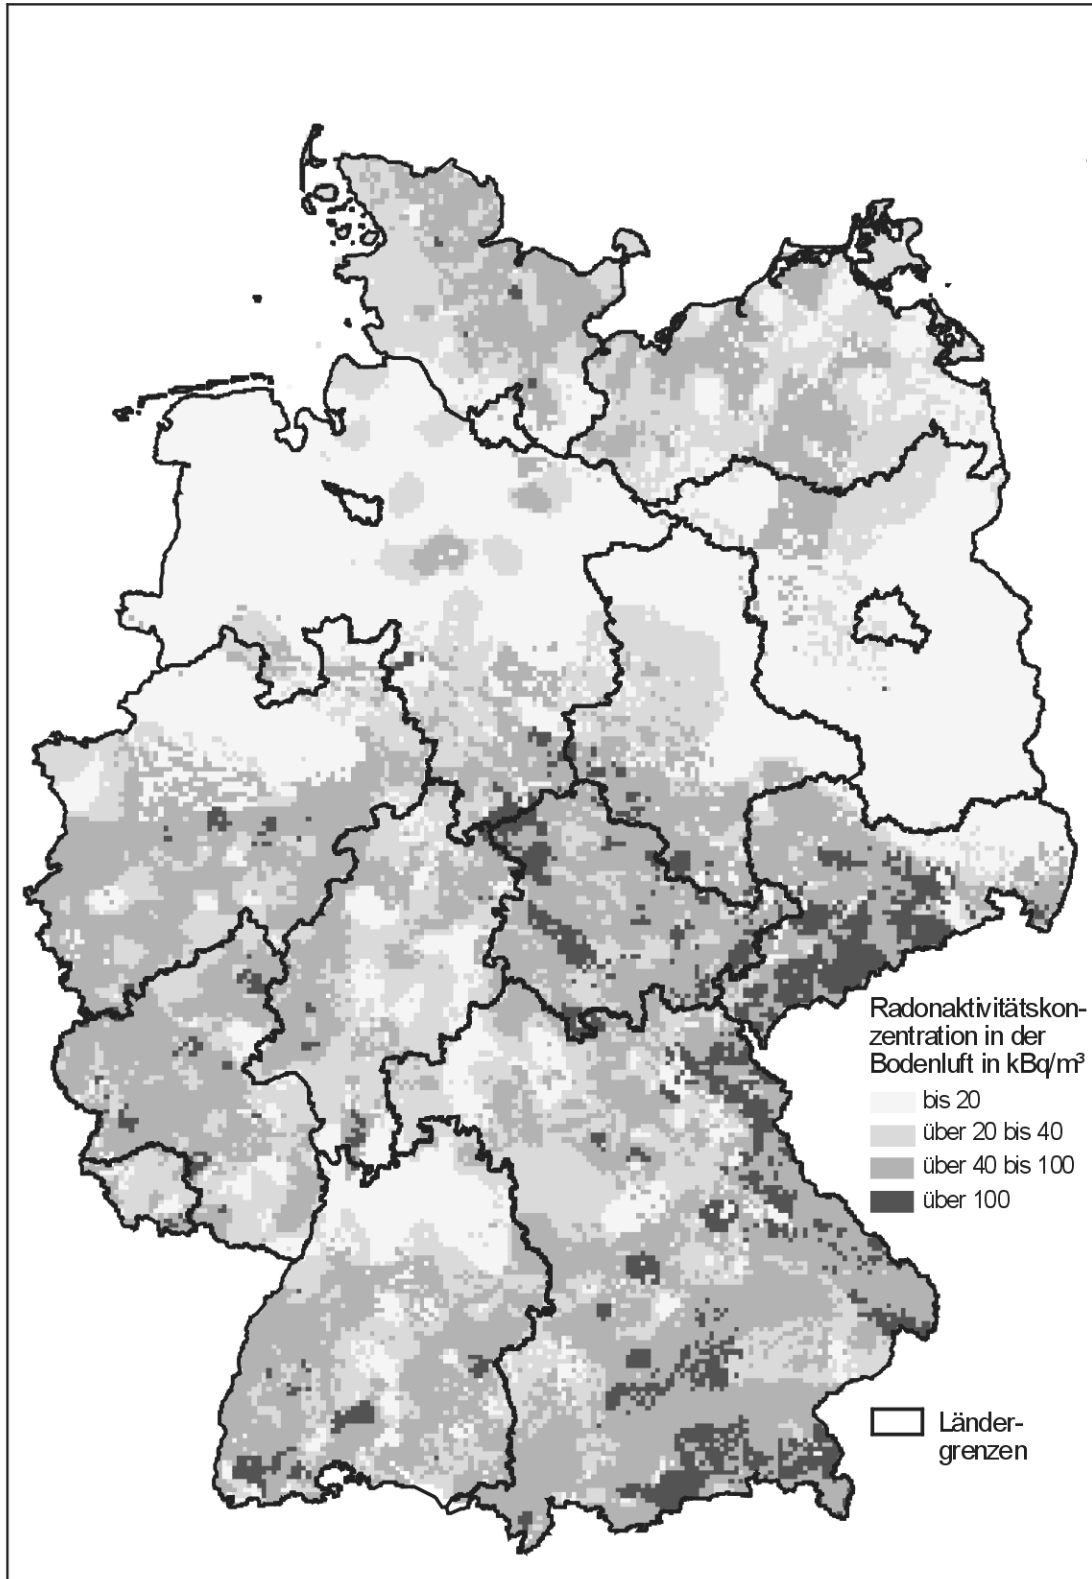 Radonaktivitätskon-
zentration in der
Bodenluft in kBq/m³
bis 20
über 20 bis 40
über 40 bis 100
über 100
Länder-
grenzen